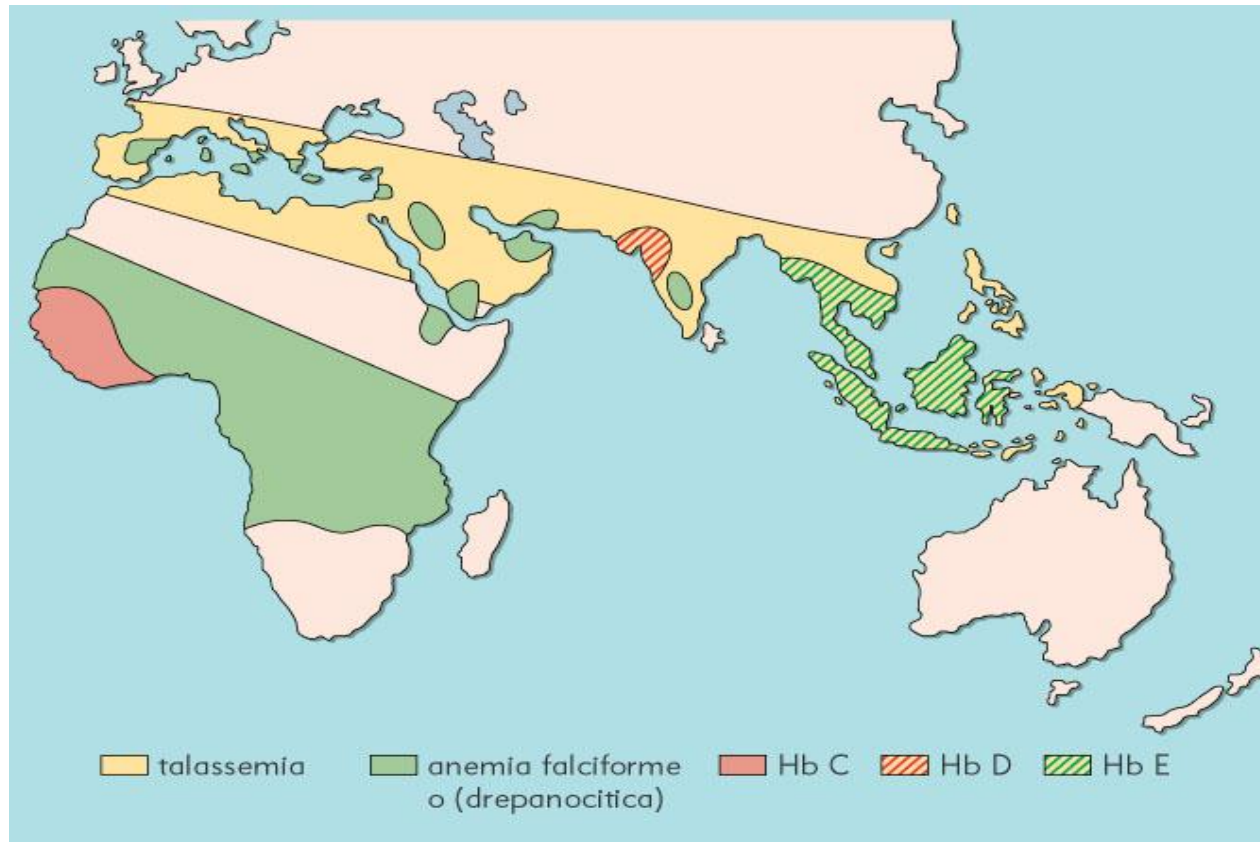 talassemia
anemia falciforme
o (drepanocitica)
Hb C
Hb D
Hb E